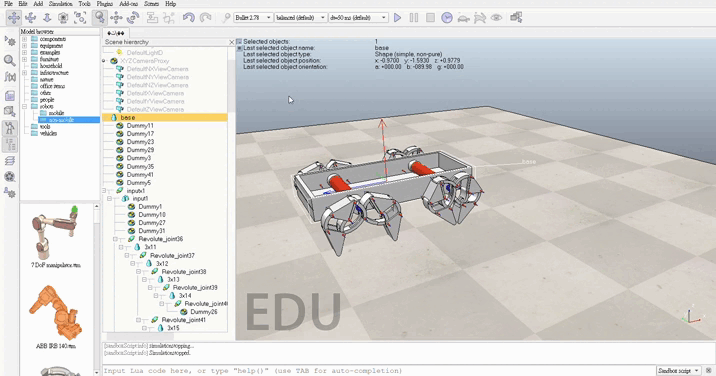 File Edit Add Simulation Tools Plugins Add-ons Scenes Help
Bullet 2.78 balanced (default) dt=50 ms (default)
Model browser
components
equipment
examples
furniture
household
infrastructure
nature
office items
other
people
robots
mobile
non-mobile
tools
vehicles
7 DoF manipulator.ttm
ABB IRB 140.ttm
Scene hierarchy
DefaultLightD
XYZCameraProxy
DefaultXViewCamera
DefaultYViewCamera
DefaultXViewCamera
DefaultYViewCamera
DefaultZViewCamera
base
Dummy11
Dummy17
Dummy23
Dummy29
Dummy3
Dummy35
Dummy41
Dummy5
inputx1
input1
Dummy1
Dummy10
Dummy27
Dummy31
Revolute_joint36
3x11
Revolute_joint37
3x12
Revolute_joint38
3x13
Revolute_joint39
3x14
Revolute_joint4
Dummy26
Revolute_joint41
3x15
Selected objects: 1
Last selected object name: base
Last selected object type: Shape (simple, non-pure)
Last selected object position: x: -0.9700 y: -1.5930 z: +0.9779
Last selected object orientation: a: +000.00 b: -089.98 g: +000.00
base
EDU
[sandboxScript:info] Simulation stopping...
[sandboxScript:info] Simulation stopped.
Input Lua code here, or type "help()" (use TAB for auto-completion)
Sandbox script